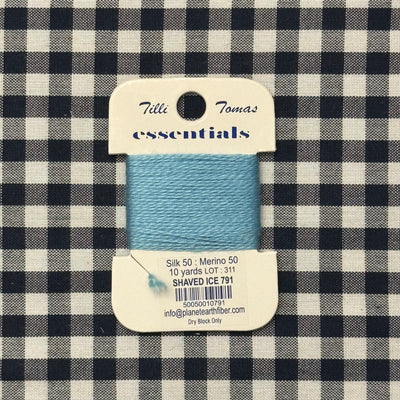 Tilli Tomas
essentials
Silk 50 : Merino 50
10 yards LOT : 311
SHAVED ICE 791
50050010791
info@planetearthfiber.com
Dry Block Only